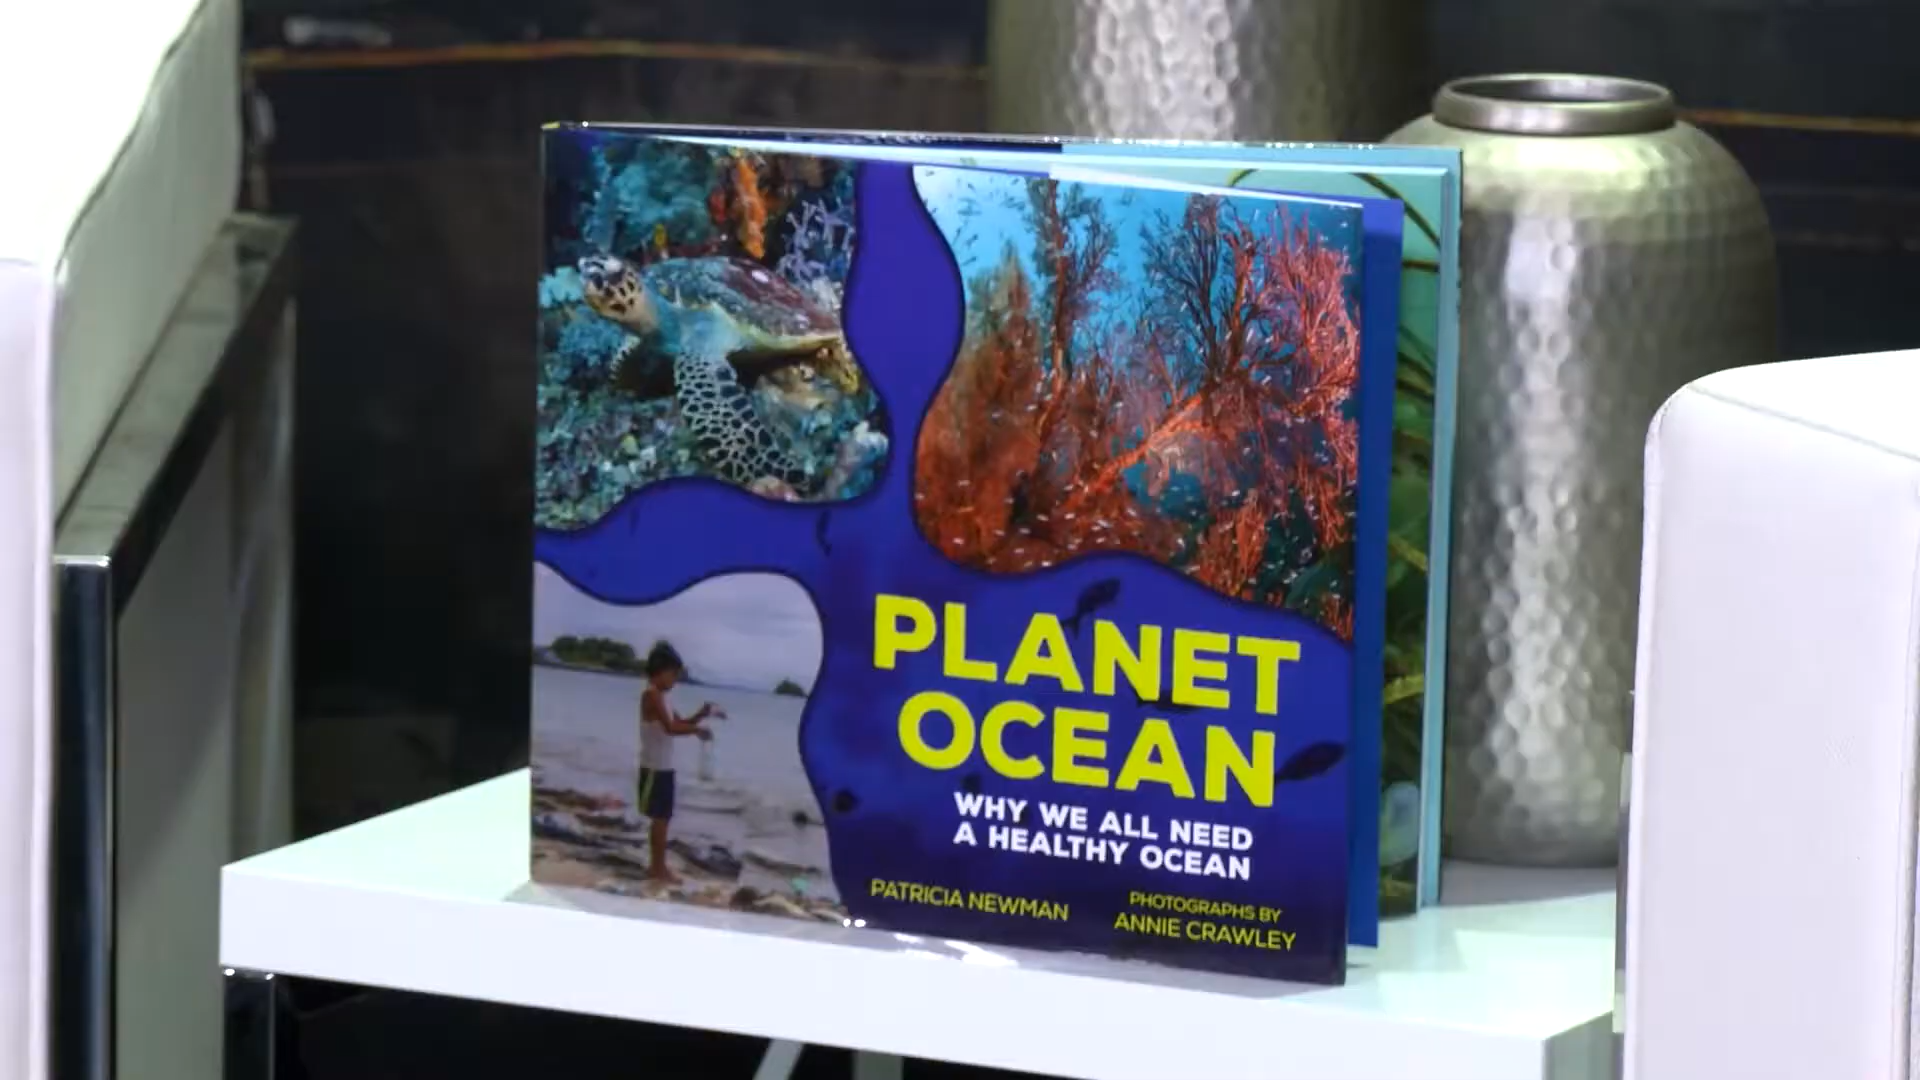 PLANET
OCEAN
WHY WE ALL NEED
A HEALTHY OCEAN
PATRICIA NEWMAN
PHOTOGRAPHS BY
ANNIE CRAWLEY